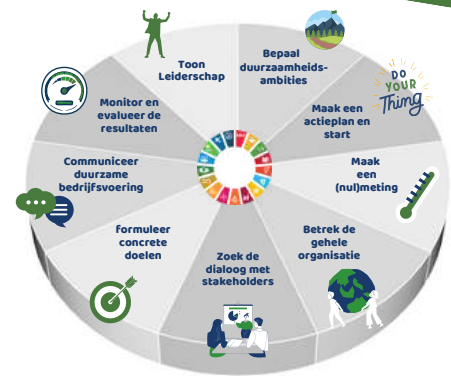 Toon
Leiderschap
Bepaal
duurzaamheids-
ambities
DO
YOUR
Thing
Maak een
actieplan en
start
Maak
een
(nul)meting
Betrek de
gehele
organisatie
Zoek de
dialoog met
stakeholders
formuleer
concrete
doelen
Communiceer
duurzame
bedrijfsvoering
Monitor en
evalueer de
resultaten